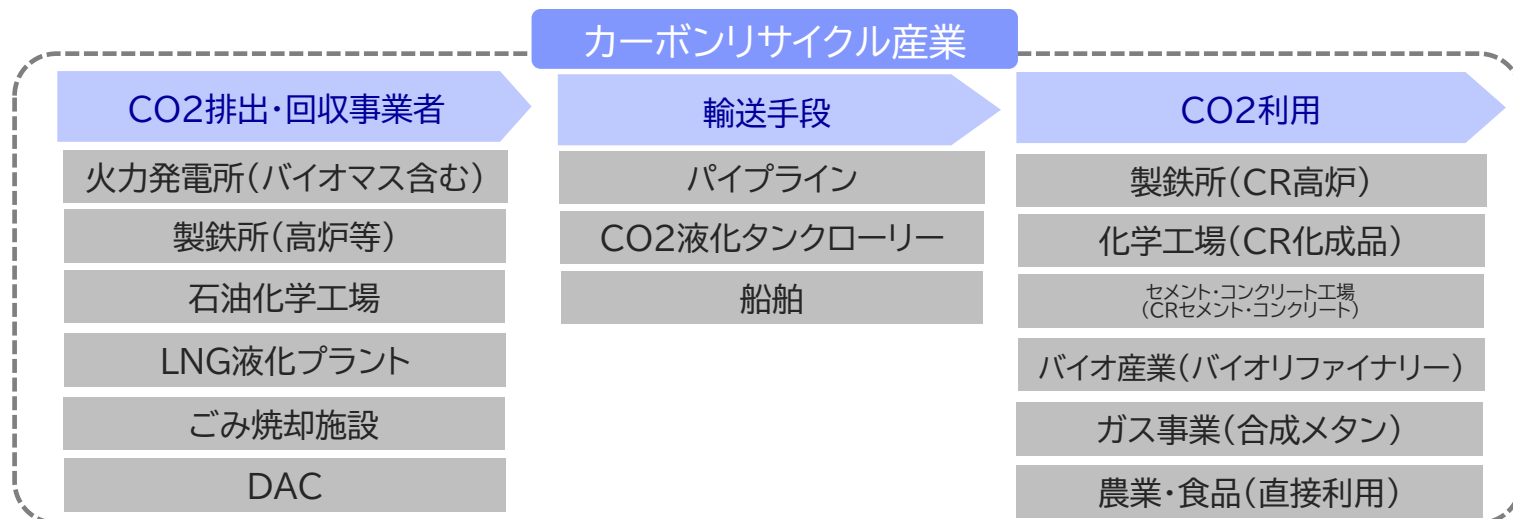 カーボンリサイクル産業
CO2排出・回収事業者
火力発電所(バイオマス含む)
製鉄所(高炉等)
石油化学工場
LNG液化プラント
ごみ焼却施設
DAC
輸送手段
パイプライン
CO2液化タンクローリー
船舶
CO2利用
製鉄所(CR高炉)
化学工場(CR化成品)
セメント・コンクリート工場
(CRセメント・コンクリート)
バイオ産業(バイオリファイナリー)
ガス事業(合成メタン)
農業・食品(直接利用)